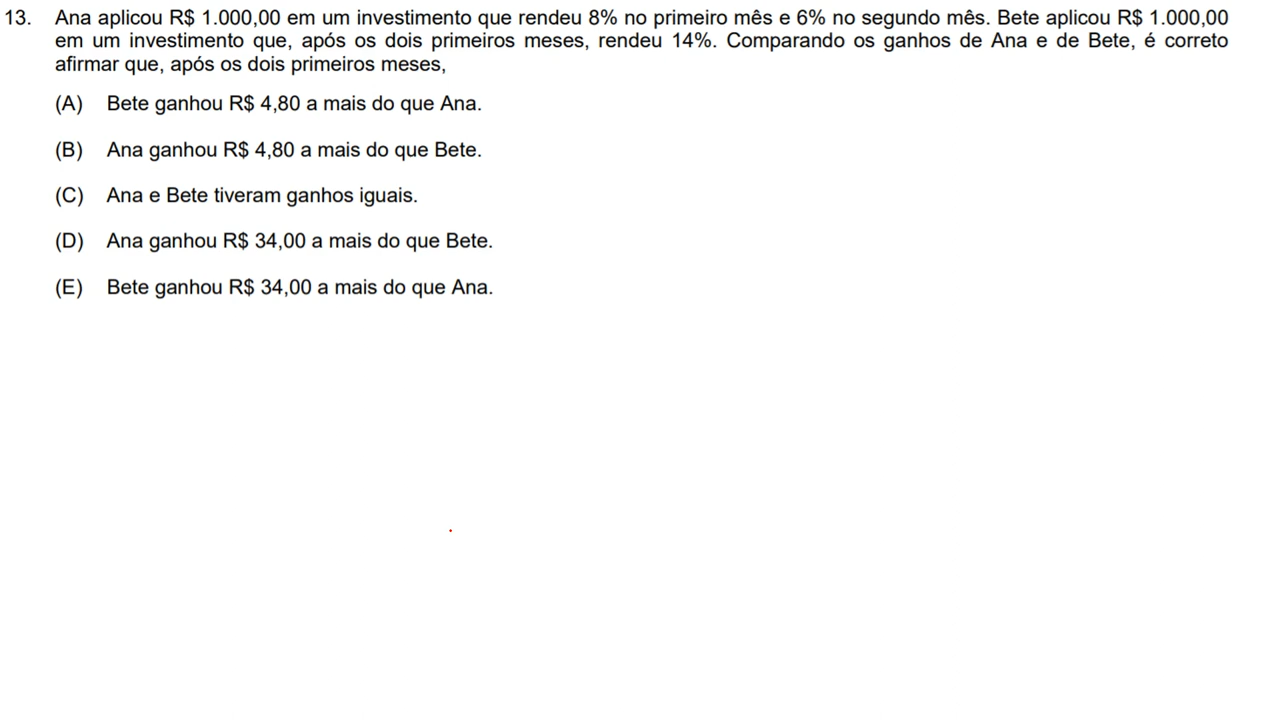 13. Ana aplicou R$ 1.000,00 em um investimento que rendeu 8% no primeiro mês e 6% no segundo mês. Bete aplicou R$ 1.000,00
em um investimento que, após os dois primeiros meses, rendeu 14%. Comparando os ganhos de Ana e de Bete, é correto
afirmar que, após os dois primeiros meses,
(A) Bete ganhou R$ 4,80 a mais do que Ana.
(B) Ana ganhou R$ 4,80 a mais do que Bete.
(C) Ana e Bete tiveram ganhos iguais.
(D) Ana ganhou R$ 34,00 a mais do que Bete.
(E) Bete ganhou R$ 34,00 a mais do que Ana.